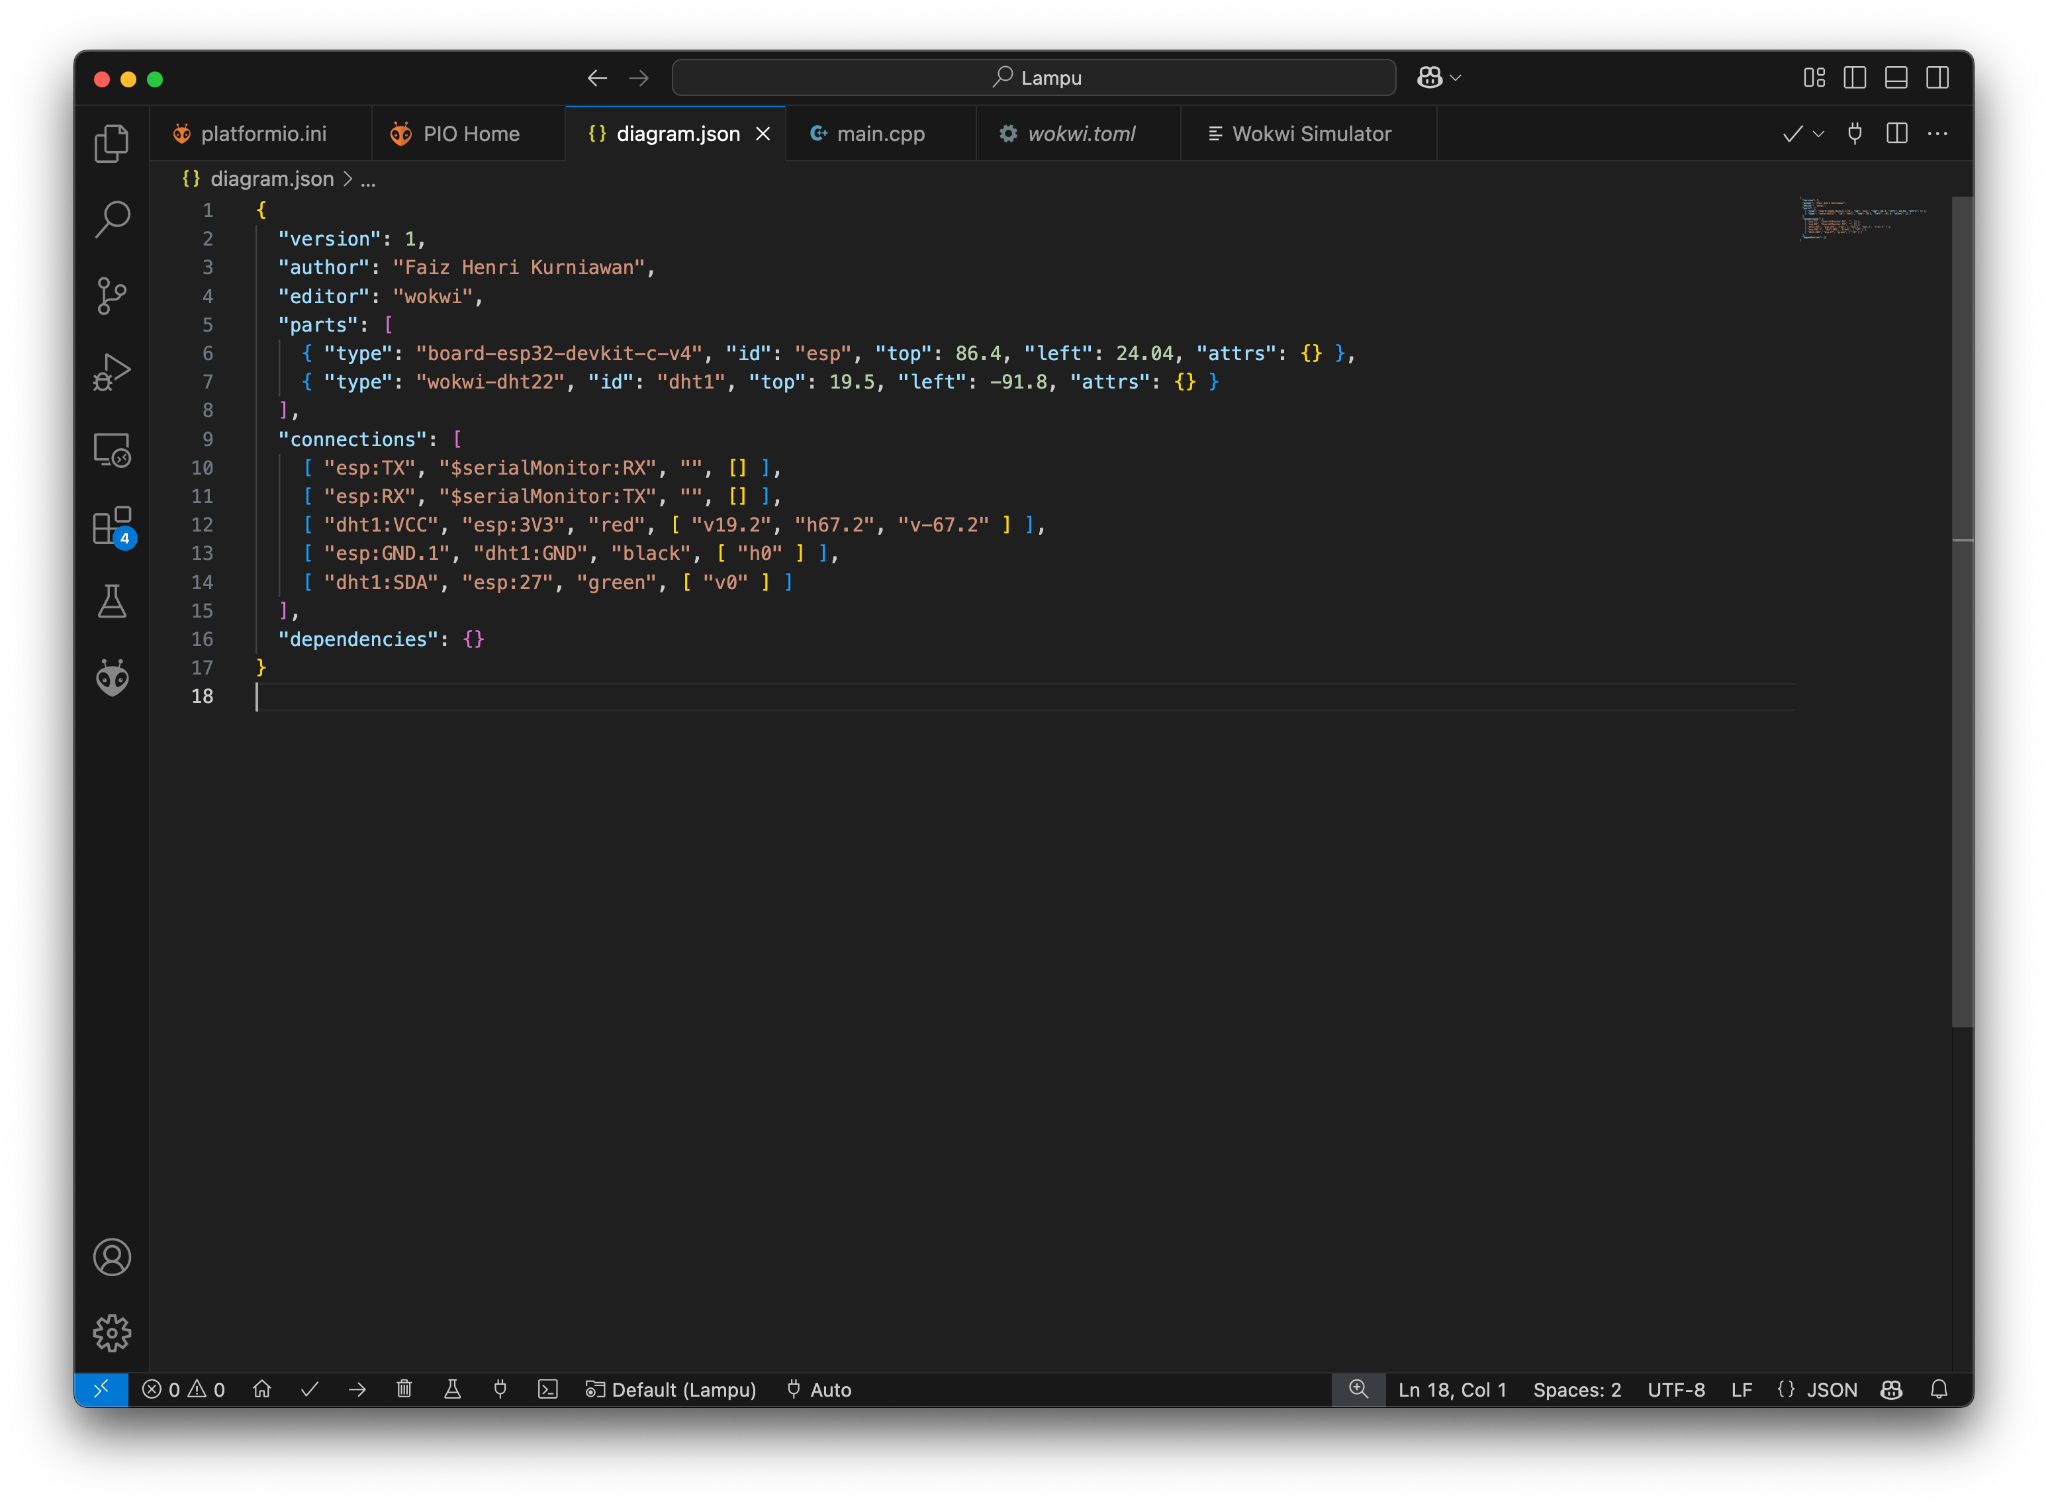 Lampu
platformio.ini
PIO Home
{} diagram.json
main.cpp
wokwi.toml
Wokwi Simulator
{} diagram.json > ...
1 {
2 "version": 1,
3 "author": "Faiz Henri Kurniawan",
4 "editor": "wokwi",
5 "parts": [
6 { "type": "board-esp32-devkit-c-v4", "id": "esp", "top": 86.4, "left": 24.04, "attrs": {} },
7 { "type": "wokwi-dht22", "id": "dht1", "top": 19.5, "left": -91.8, "attrs": {} }
8 ],
9 "connections": [
10 [ "esp:TX", "$serialMonitor:RX", "", [] ],
11 [ "esp:RX", "$serialMonitor:TX", "", [] ],
12 [ "dht1:VCC", "esp:3V3", "red", [ "v19.2", "h67.2", "v-67.2" ] ],
13 [ "esp:GND.1", "dht1:GND", "black", [ "h0" ] ],
14 [ "dht1:SDA", "esp:27", "green", [ "v0" ] ]
15 ],
16 "dependencies": {}
17 }
18
4
0 0 Default (Lampu) Auto Ln 18, Col 1 Spaces: 2 UTF-8 LF {} JSON